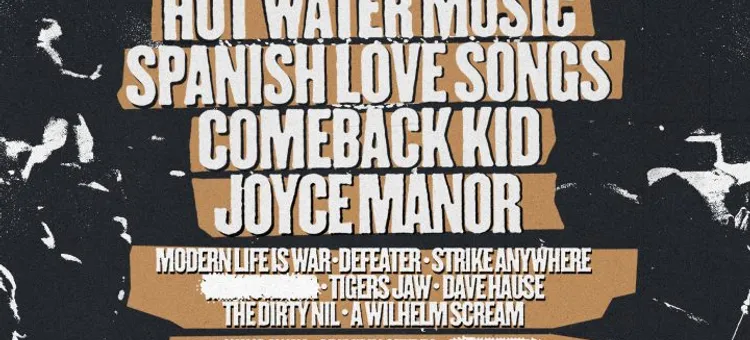 HOT WATER MUSIC
SPANISH LOVE SONGS
COMEBACK KID
JOYCE MANOR
MODERN LIFE IS WAR · DEFEATER · STRIKE ANYWHERE
· TIGERS JAW · DAVE HAUSE
THE DIRTY NIL · A WILHELM SCREAM